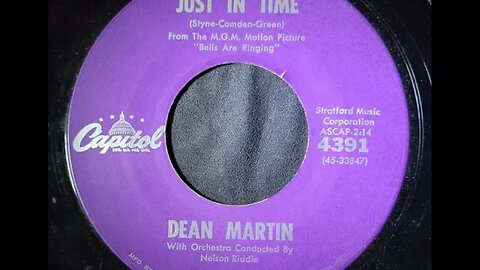 JUST IN TIME
(Styne-Comden-Green)
From The M.G.M. Motion Picture
"Bells Are Ringing"
Capitol
Stratford Music
Corporation
ASCAP-2:14
4391
(45-33847)
DEAN MARTIN
With Orchestra Conducted By
Nelson Riddle
MFD.